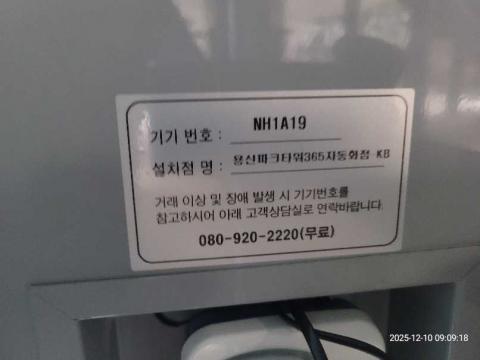 기기 번호 : NH1A19
설치점 명 : 용산파크타워365자동화점-KB
거래 이상 및 장애 발생 시 기기번호를
참고하시어 아래 고객상담실로 연락바랍니다.
080-920-2220(무료)
2025-12-10 09:09:18